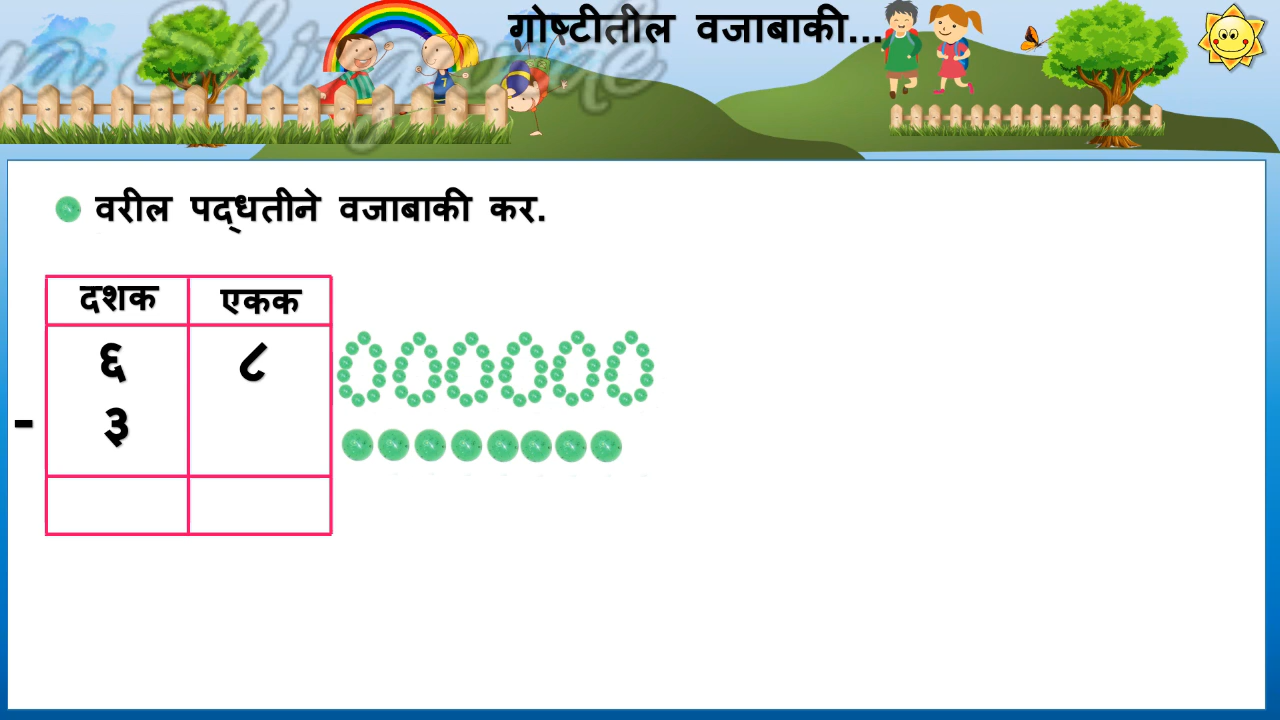 गोष्टीतील वजाबाकी...
वरील पद्धतीने वजाबाकी कर.
दशक एकक
६ ८
- ३